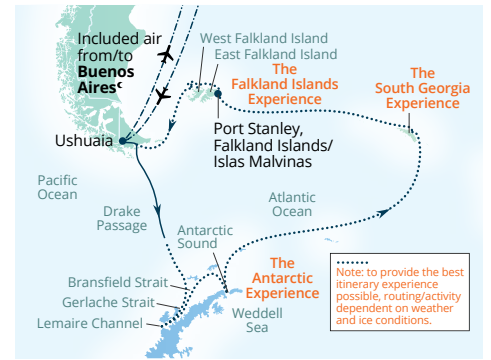 Included air
from/to
Buenos
Airesᶜ
West Falkland Island
East Falkland Island
The
Falkland Islands
Experience
The
South Georgia
Experience
Ushuaia
Port Stanley,
Falkland Islands/
Islas Malvinas
Pacific
Ocean
Drake
Passage
Atlantic
Ocean
Antarctic
Sound
The
Antarctic
Experience
Bransfield Strait
Gerlache Strait
Lemaire Channel
Weddell
Sea
Note: to provide the best
itinerary experience
possible, routing/activity
dependent on weather
and ice conditions.